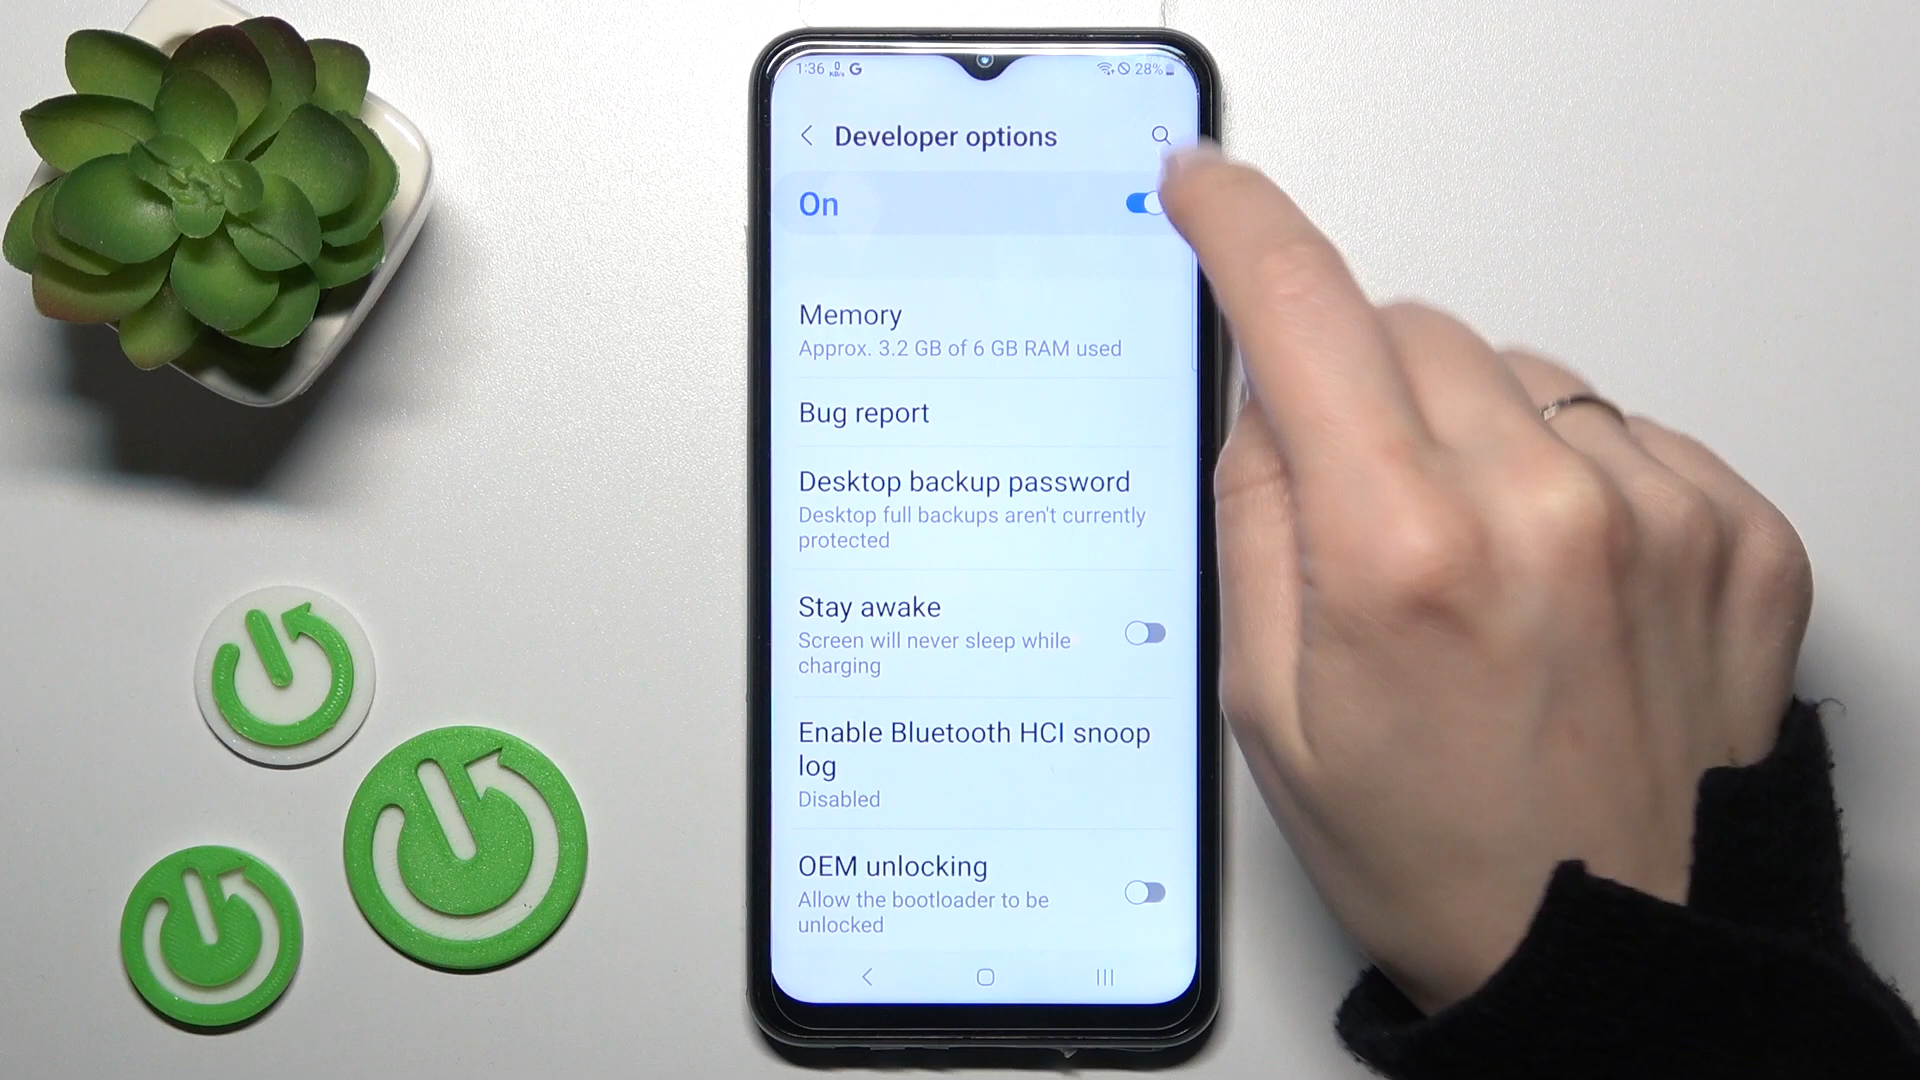 1:36 0 KB/s G 28%
Developer options
On
Memory
Approx. 3.2 GB of 6 GB RAM used
Bug report
Desktop backup password
Desktop full backups aren't currently
protected
Stay awake
Screen will never sleep while
charging
Enable Bluetooth HCI snoop
log
Disabled
OEM unlocking
Allow the bootloader to be
unlocked